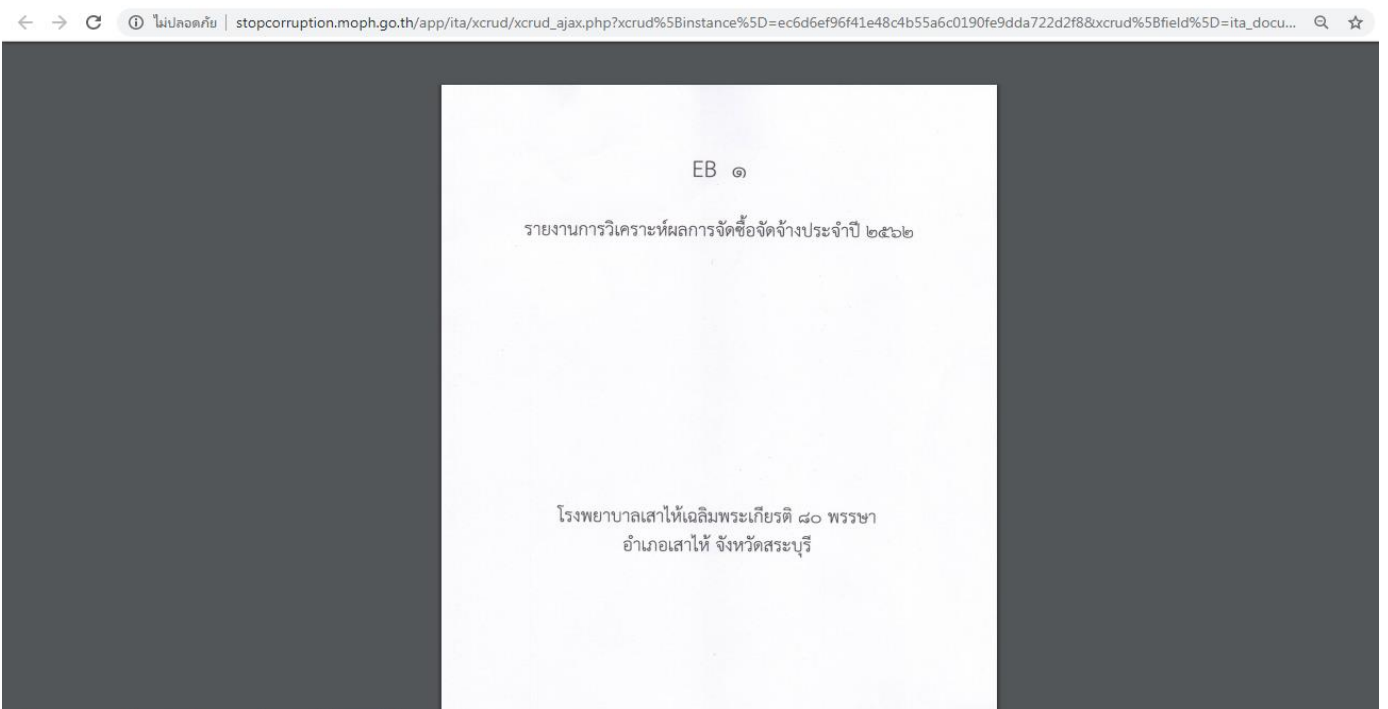 ไม่ปลอดภัย | stopcorruption.moph.go.th/app/ita/xcrud/xcrud_ajax.php?xcrud%5Binstance%5D=ec6d6ef96f41e48c4b55a6c0190fe9dda722d2f8&xcrud%5Bfield%5D=ita_docu...
EB ๑
รายงานการวิเคราะห์ผลการจัดซื้อจัดจ้างประจำปี ๒๕๖๒
โรงพยาบาลเสาไห้เฉลิมพระเกียรติ ๘๐ พรรษา
อำเภอเสาไห้ จังหวัดสระบุรี